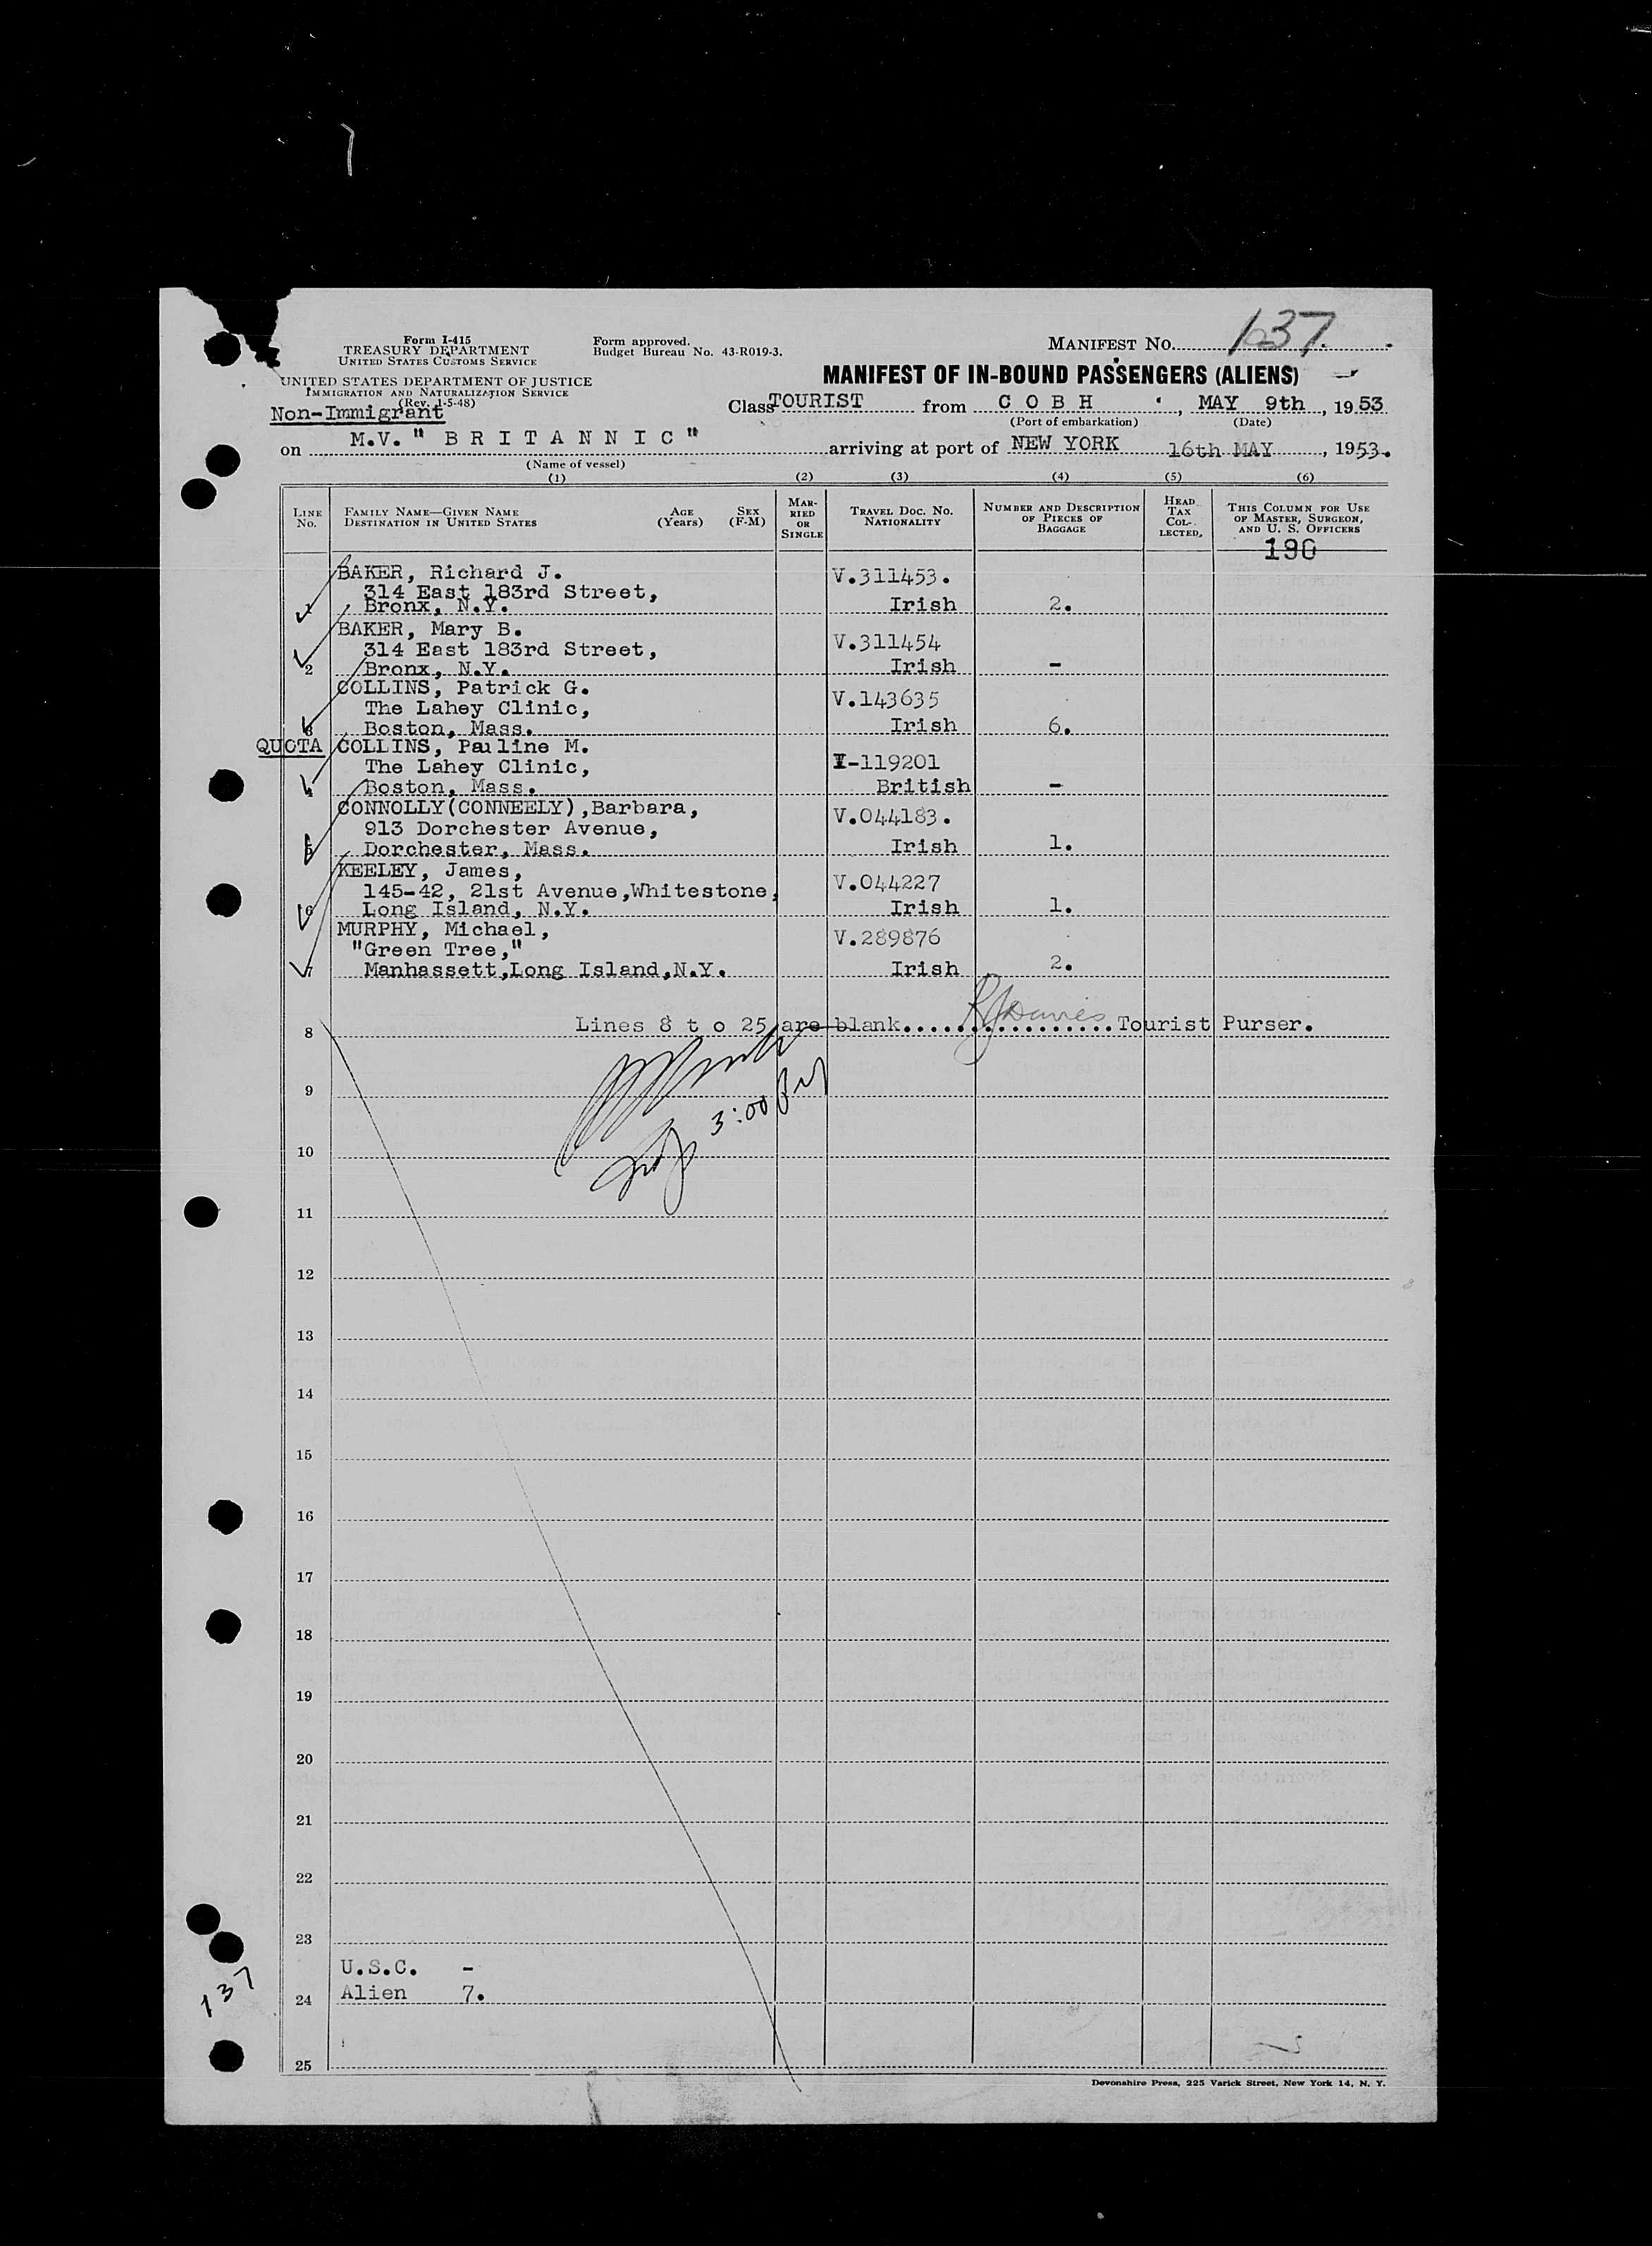 Form I-415
TREASURY DEPARTMENT
UNITED STATES CUSTOMS SERVICE
Form approved.
Budget Bureau No. 43-R019-3.
MANIFEST No. 137
UNITED STATES DEPARTMENT OF JUSTICE
IMMIGRATION AND NATURALIZATION SERVICE
(Rev. 1-5-48)
MANIFEST OF IN-BOUND PASSENGERS (ALIENS)
Non-Immigrant
Class TOURIST from C O B H, MAY 9th, 1953
(Port of embarkation) (Date)
on M.V. " B R I T A N N I C " arriving at port of NEW YORK 16th MAY, 1953.
(Name of vessel)
(1) (2) (3) (4) (5) (6)
LINE No. FAMILY NAME—GIVEN NAME DESTINATION IN UNITED STATES AGE (Years) SEX (F-M) MARRIED OR SINGLE TRAVEL DOC. NO. NATIONALITY NUMBER AND DESCRIPTION OF PIECES OF BAGGAGE HEAD TAX COLLECTED, THIS COLUMN FOR USE OF MASTER, SURGEON, AND U. S. OFFICERS
190
BAKER, Richard J. V.311453.
314 East 183rd Street,
1 Bronx, N.Y. Irish 2.
BAKER, Mary B. V.311454
314 East 183rd Street,
2 Bronx, N.Y. Irish -
COLLINS, Patrick G. V.143635
The Lahey Clinic,
3 Boston, Mass. Irish 6.
QUOTA COLLINS, Pauline M.
The Lahey Clinic, I-119201
4 Boston, Mass. British -
CONNOLLY(CONNEELY),Barbara, V.044183.
913 Dorchester Avenue,
5 Dorchester, Mass. Irish 1.
KEELEY, James, V.044227
145-42, 21st Avenue,Whitestone,
6 Long Island, N.Y. Irish 1.
MURPHY, Michael, V.289876
"Green Tree,"
7 Manhassett,Long Island,N.Y. Irish 2.
8 Lines 8 t o 25 are blank. Davies Tourist Purser.
9
3:00 PM
10
11
12
13
14
15
16
17
18
19
20
21
22
23
U.S.C. -
24 Alien 7.
137
25
Devonshire Press, 225 Varick Street, New York 14, N. Y.